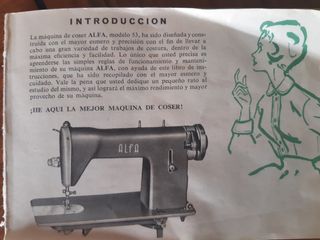 INTRODUCCION
La máquina de coser ALFA, modelo 53, ha sido diseñada y cons-
truída con el mayor esmero y precisión con el fin de llevar a
cabo una gran variedad de trabajos de costura, dentro de la
máxima eficiencia y facilidad. Lo único que usted precisa es
aprenderse las simples reglas de funcionamiento y manteni-
miento de su máquina ALFA, con ayuda de este libro de ins-
trucciones, que ha sido recopilado con el mayor esmero y
cuidado. Vale la pena que usted dedique un pequeño rato al
estudio del mismo, y así logrará el máximo rendimiento y mayor
provecho de su máquina.
¡HE AQUI LA MEJOR MAQUINA DE COSER!
ALFA